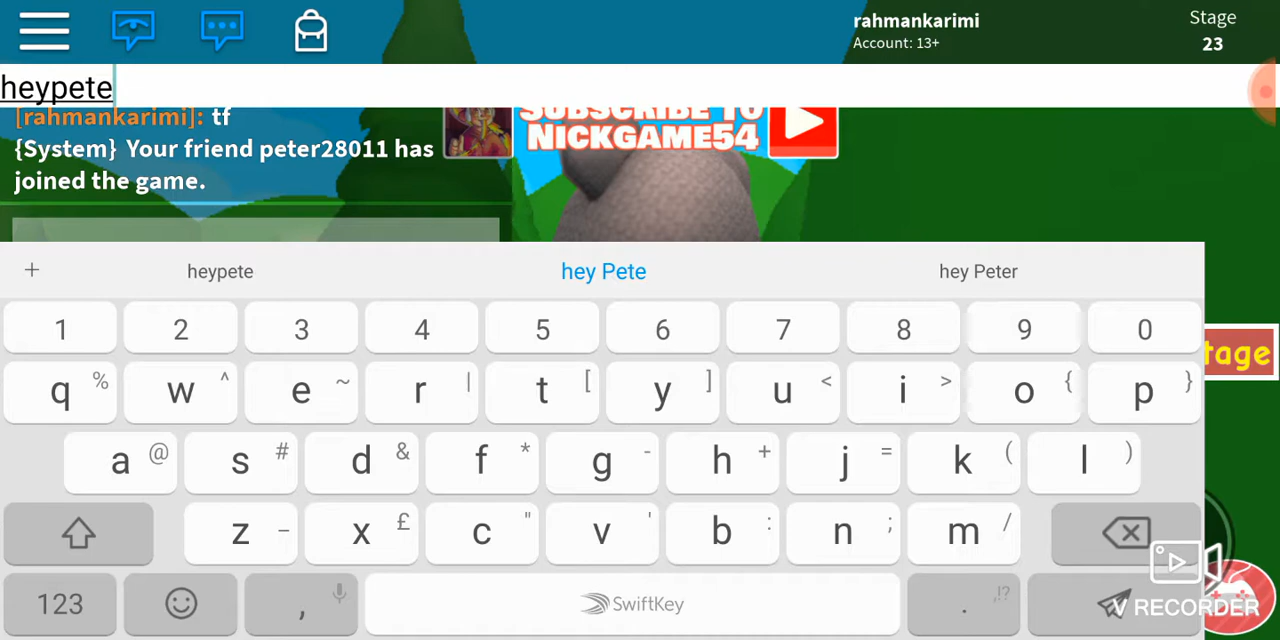 rahmankarimi
Account: 13+
Stage
23
heypete
[rahmankarimi]: tf
{System} Your friend peter28011 has
joined the game.
SUBSCRIBE TO
NICKGAME54
+ heypete hey Pete hey Peter
1 2 3 4 5 6 7 8 9 0
tage
q % w ^ e ~ r | t [ y ] u < i > o { p }
a @ s # d & f * g - h + j = k ( l )
z _ x £ c " v ' b : n ; m /
123 , SwiftKey . ,!?
V RECORDER